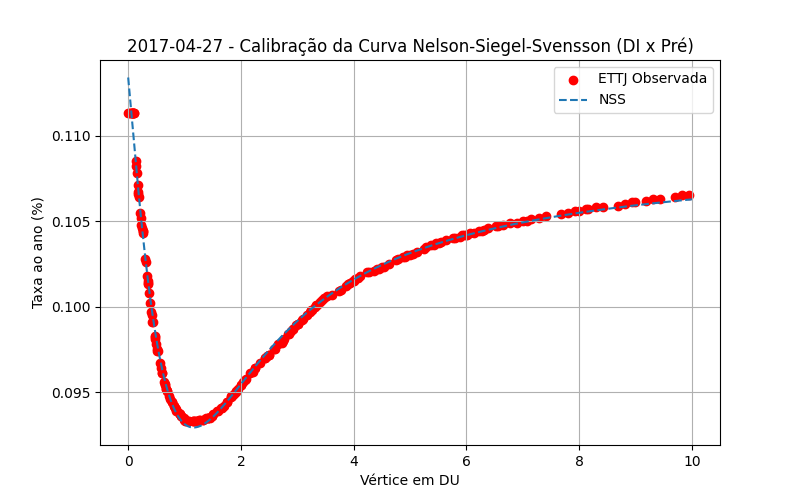 2017-04-27 - Calibração da Curva Nelson-Siegel-Svensson (DI x Pré)
ETTJ Observada
NSS
Taxa ao ano (%)
0.110
0.105
0.100
0.095
0 2 4 6 8 10
Vértice em DU